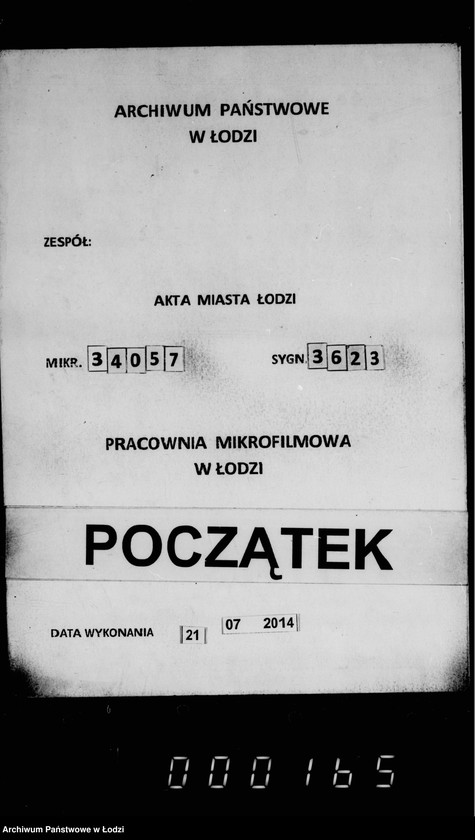 ARCHIWUM PAŃSTWOWE
W ŁODZI
ZESPÓŁ:
AKTA MIASTA ŁODZI
MIKR. 34057 SYGN. 3623
PRACOWNIA MIKROFILMOWA
W ŁODZI
POCZĄTEK
DATA WYKONANIA 21 07 2014
000165
Archiwum Państwowe w Łodzi